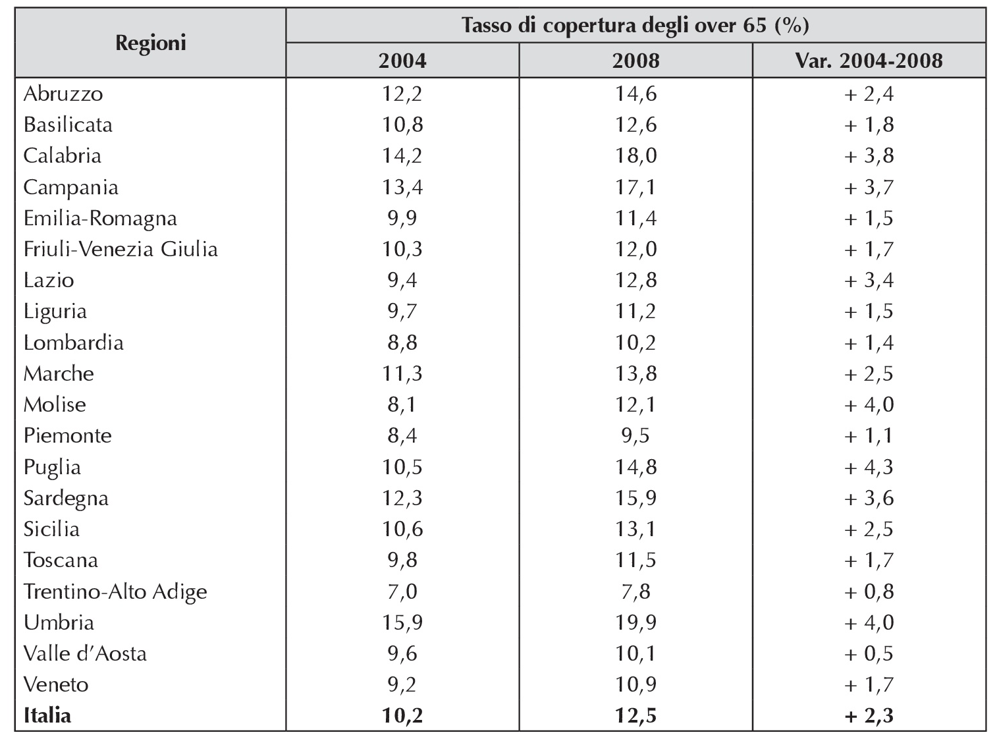 Regioni
Tasso di copertura degli over 65 (%)
2004 2008 Var. 2004-2008
Abruzzo 12,2 14,6 + 2,4
Basilicata 10,8 12,6 + 1,8
Calabria 14,2 18,0 + 3,8
Campania 13,4 17,1 + 3,7
Emilia-Romagna 9,9 11,4 + 1,5
Friuli-Venezia Giulia 10,3 12,0 + 1,7
Lazio 9,4 12,8 + 3,4
Liguria 9,7 11,2 + 1,5
Lombardia 8,8 10,2 + 1,4
Marche 11,3 13,8 + 2,5
Molise 8,1 12,1 + 4,0
Piemonte 8,4 9,5 + 1,1
Puglia 10,5 14,8 + 4,3
Sardegna 12,3 15,9 + 3,6
Sicilia 10,6 13,1 + 2,5
Toscana 9,8 11,5 + 1,7
Trentino-Alto Adige 7,0 7,8 + 0,8
Umbria 15,9 19,9 + 4,0
Valle d’Aosta 9,6 10,1 + 0,5
Veneto 9,2 10,9 + 1,7
Italia 10,2 12,5 + 2,3